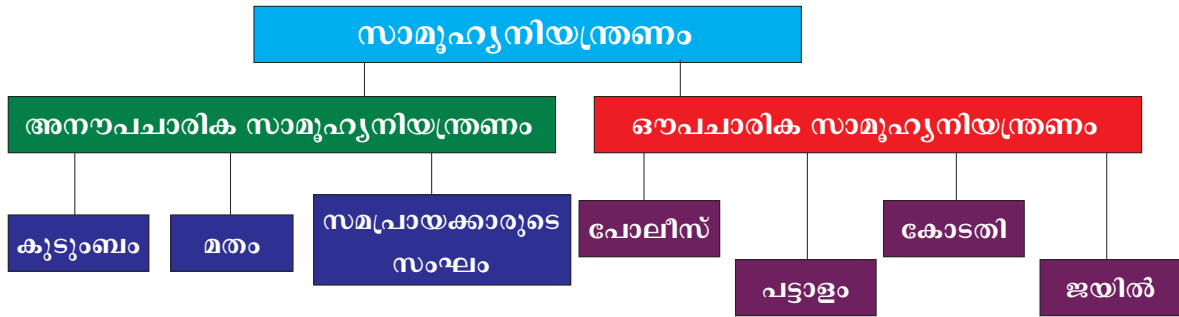 സാമൂഹ്യനിയന്ത്രണം
അനൗപചാരിക സാമൂഹ്യനിയന്ത്രണം
ഔപചാരിക സാമൂഹ്യനിയന്ത്രണം
കുടുംബം
മതം
സമപ്രായക്കാരുടെ
സംഘം
പോലീസ്
പട്ടാളം
കോടതി
ജയിൽ